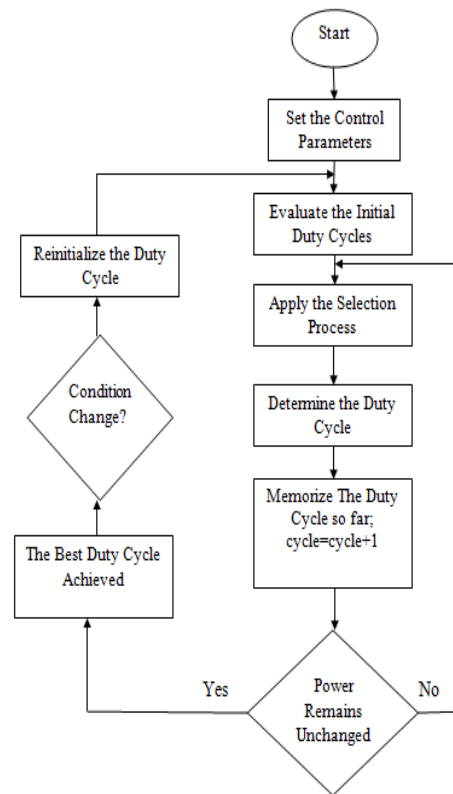 Start
Set the Control
Parameters
Evaluate the Initial
Duty Cycles
Reinitialize the Duty
Cycle
Apply the Selection
Process
Condition
Change?
Determine the Duty
Cycle
Memorize The Duty
Cycle so far;
cycle=cycle+1
The Best Duty Cycle
Achieved
Yes
Power
Remains
Unchanged
No